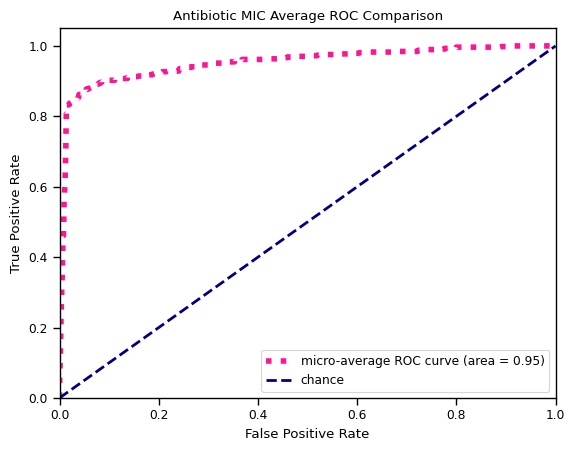 Antibiotic MIC Average ROC Comparison
True Positive Rate
1.0
0.8
0.6
0.4
0.2
0.0
micro-average ROC curve (area = 0.95)
chance
0.0 0.2 0.4 0.6 0.8 1.0
False Positive Rate